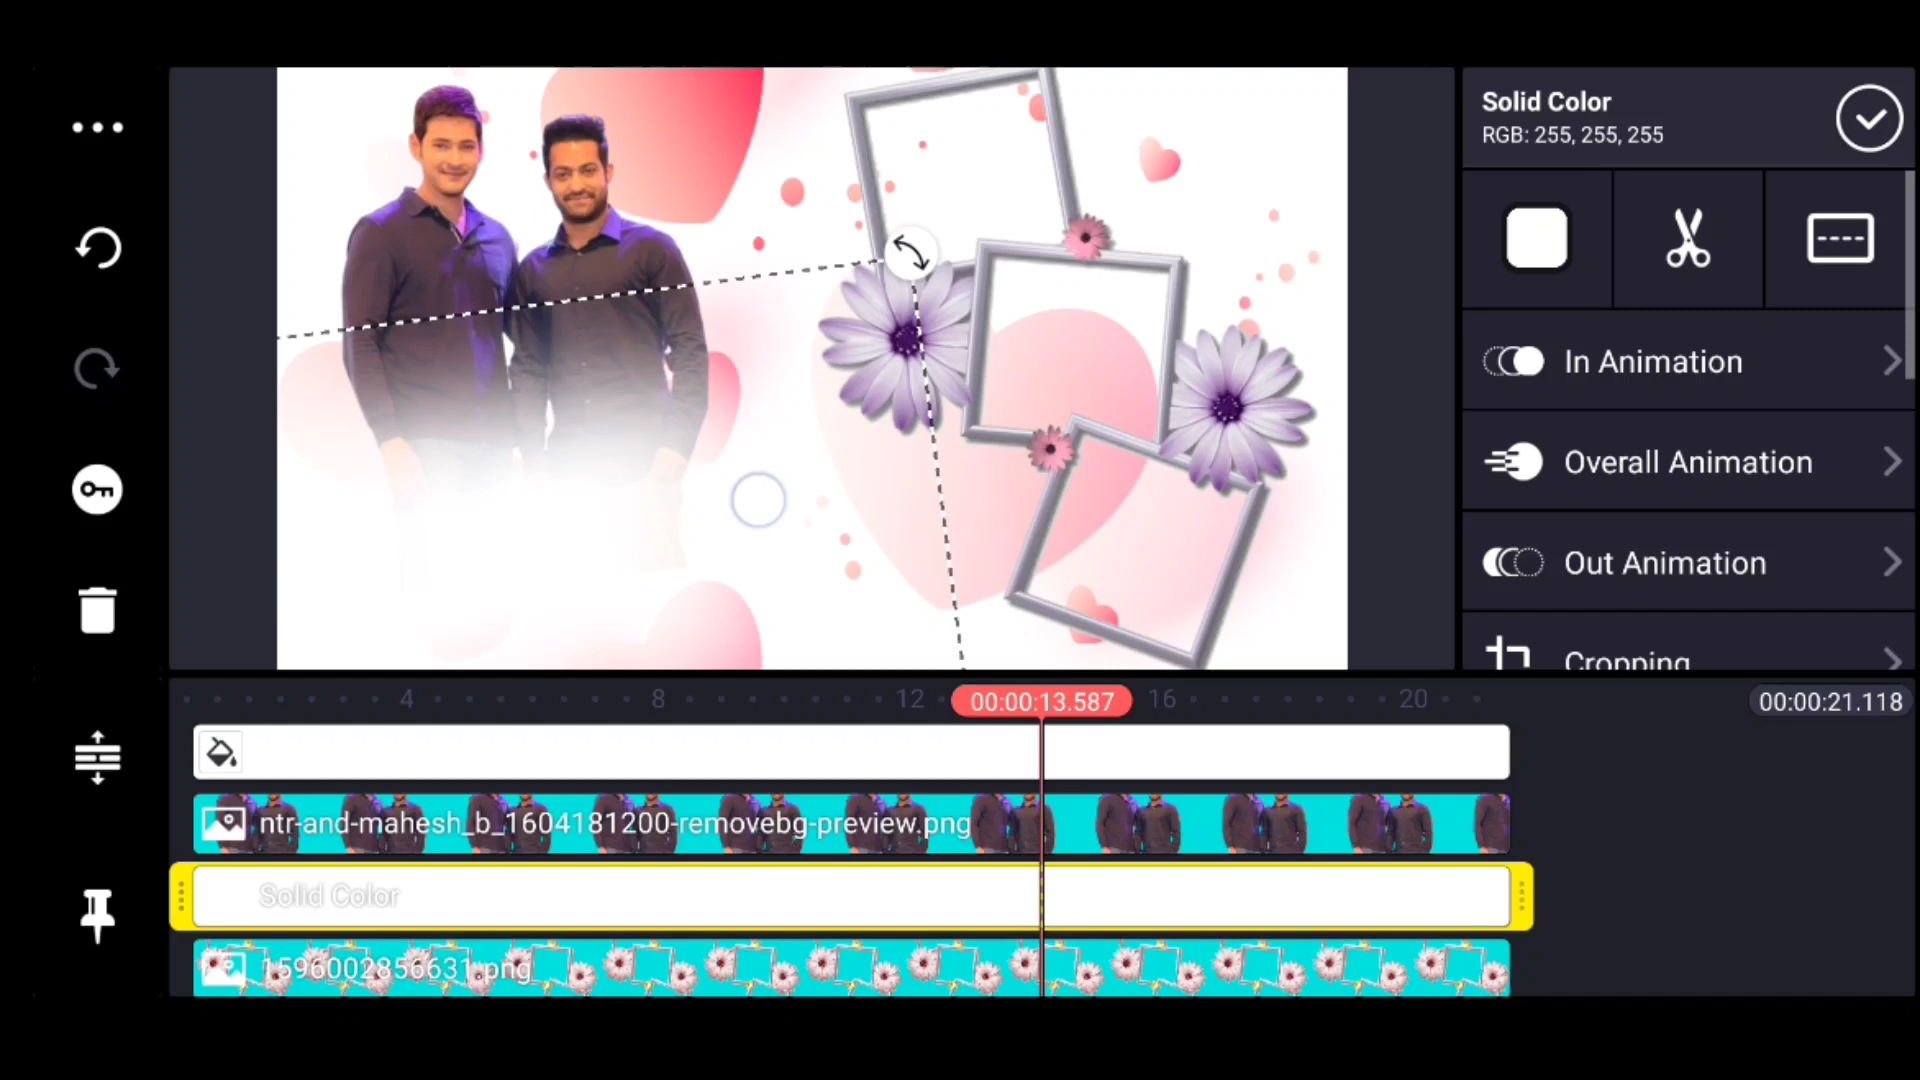 Solid Color
RGB: 255, 255, 255
In Animation
Overall Animation
Out Animation
Cropping
4
8
12
00:00:13.587
16
20
00:00:21.118
ntr-and-mahesh_b_1604181200-removebg-preview.png
Solid Color
1596002856631.png